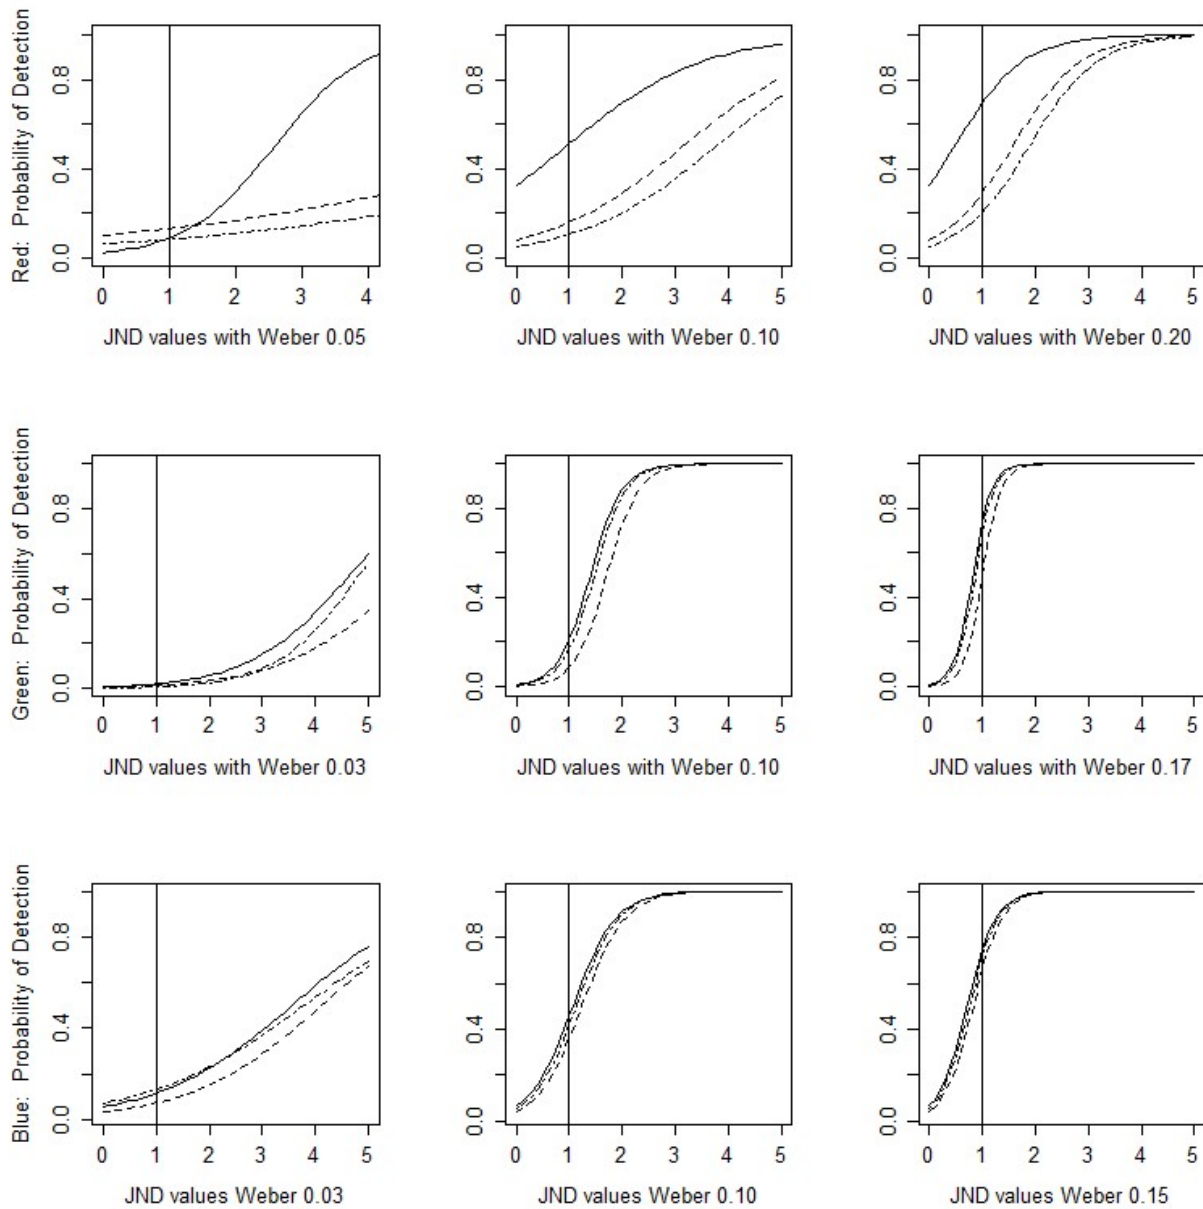 Red: Probability of Detection
0.0 0.4 0.8
0 1 2 3 4
JND values with Weber 0.05
0.0 0.4 0.8
0 1 2 3 4 5
JND values with Weber 0.10
0.0 0.4 0.8
0 1 2 3 4 5
JND values with Weber 0.20
Green: Probability of Detection
0.0 0.4 0.8
0 1 2 3 4 5
JND values with Weber 0.03
0.0 0.4 0.8
0 1 2 3 4 5
JND values with Weber 0.10
0.0 0.4 0.8
0 1 2 3 4 5
JND values with Weber 0.17
Blue: Probability of Detection
0.0 0.4 0.8
0 1 2 3 4 5
JND values Weber 0.03
0.0 0.4 0.8
0 1 2 3 4 5
JND values Weber 0.10
0.0 0.4 0.8
0 1 2 3 4 5
JND values Weber 0.15